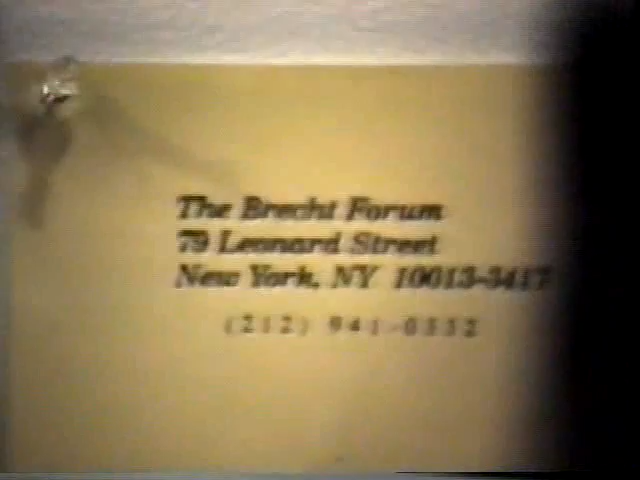 The Brecht Forum
79 Leonard Street
New York, NY 10013-3417
(212) 941-0332